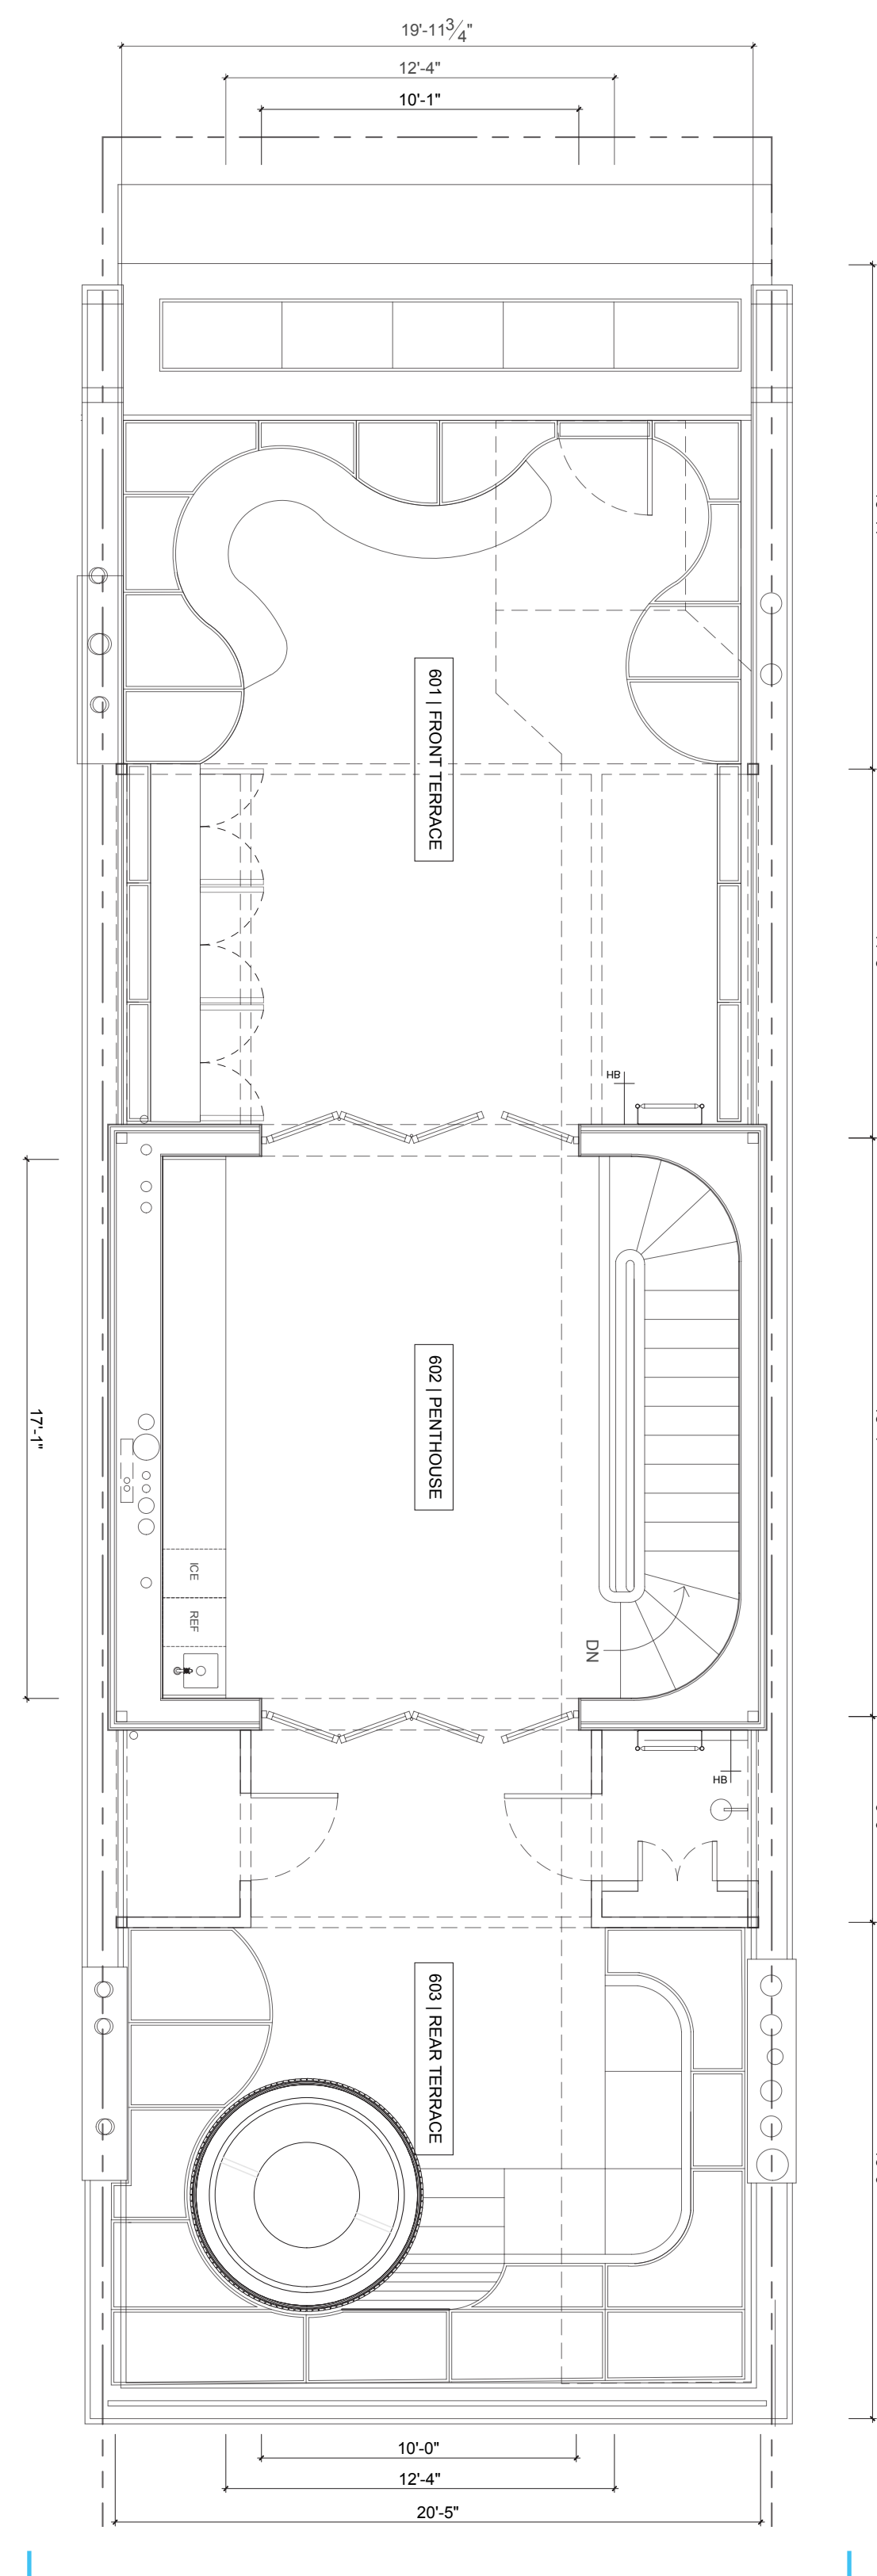 19'-11 3/4"
12'-4"
10'-1"
601 | FRONT TERRACE
HB
17'-1"
602 | PENTHOUSE
ICE
REF
DN
HB
603 | REAR TERRACE
10'-0"
12'-4"
20'-5"